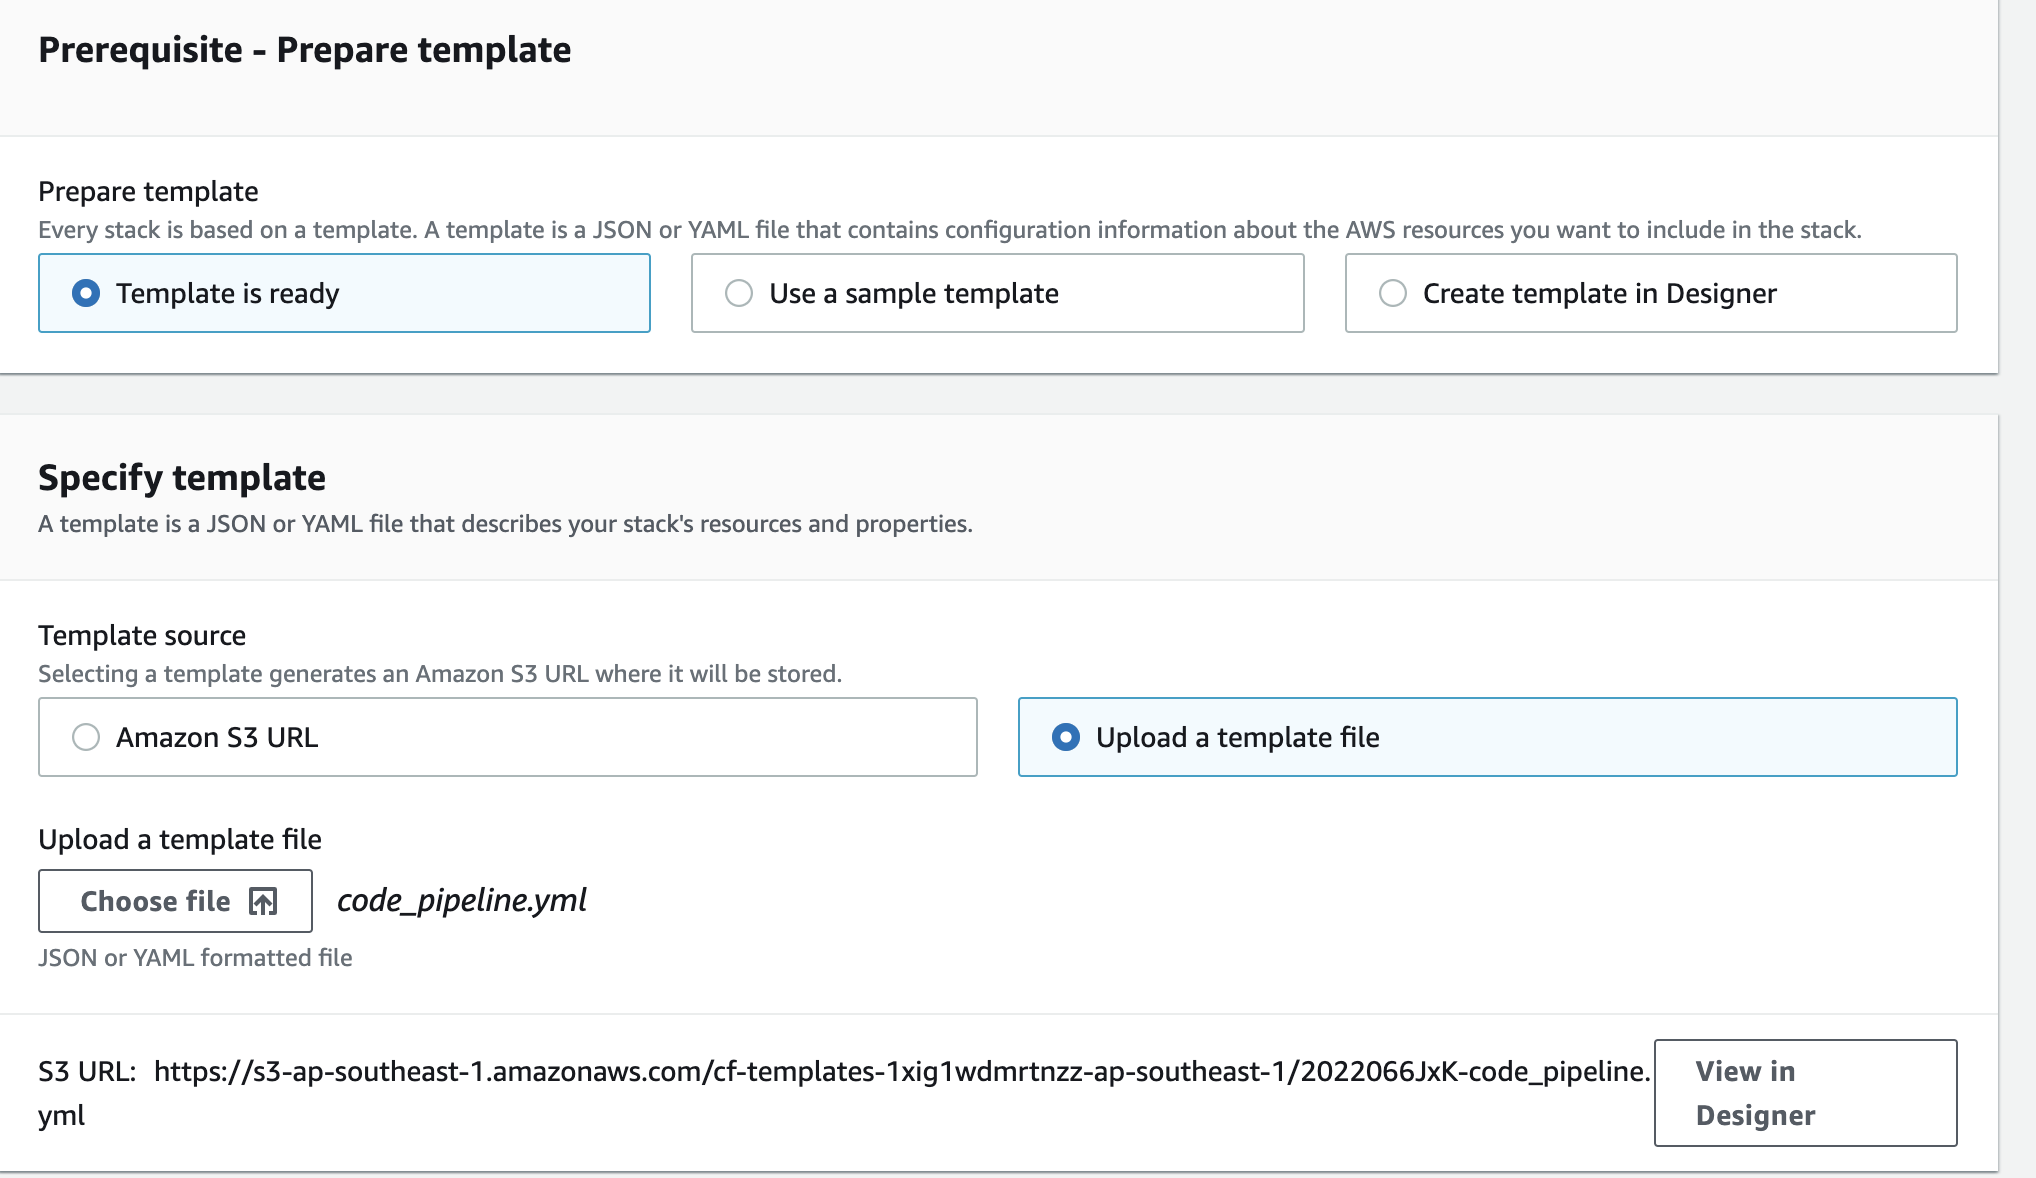 Prerequisite - Prepare template
Prepare template
Every stack is based on a template. A template is a JSON or YAML file that contains configuration information about the AWS resources you want to include in the stack.
Template is ready
Use a sample template
Create template in Designer
Specify template
A template is a JSON or YAML file that describes your stack's resources and properties.
Template source
Selecting a template generates an Amazon S3 URL where it will be stored.
Amazon S3 URL
Upload a template file
Upload a template file
Choose file
code_pipeline.yml
JSON or YAML formatted file
S3 URL: https://s3-ap-southeast-1.amazonaws.com/cf-templates-1xig1wdmrtnzz-ap-southeast-1/2022066JxK-code_pipeline.
yml
View in
Designer